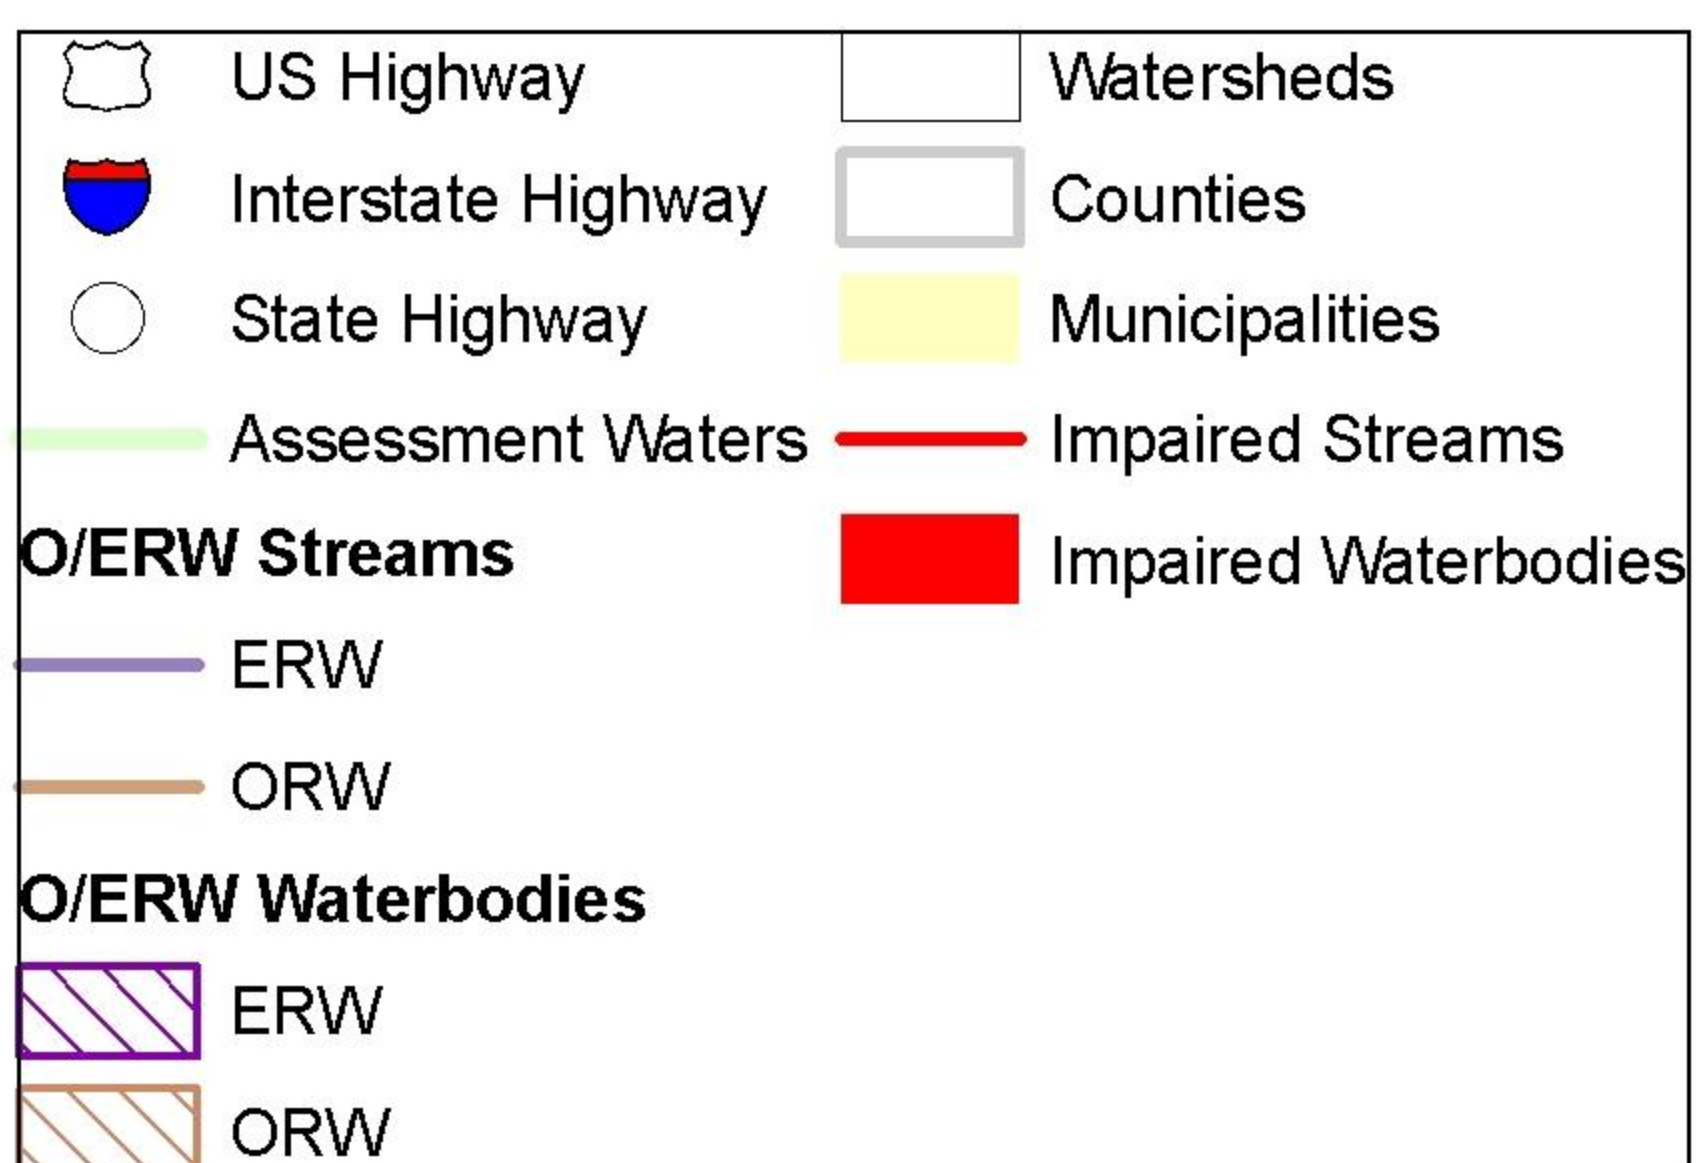 US Highway
Interstate Highway
State Highway
Assessment Waters
O/ERW Streams
ERW
ORW
O/ERW Waterbodies
ERW
ORW
Watersheds
Counties
Municipalities
Impaired Streams
Impaired Waterbodies